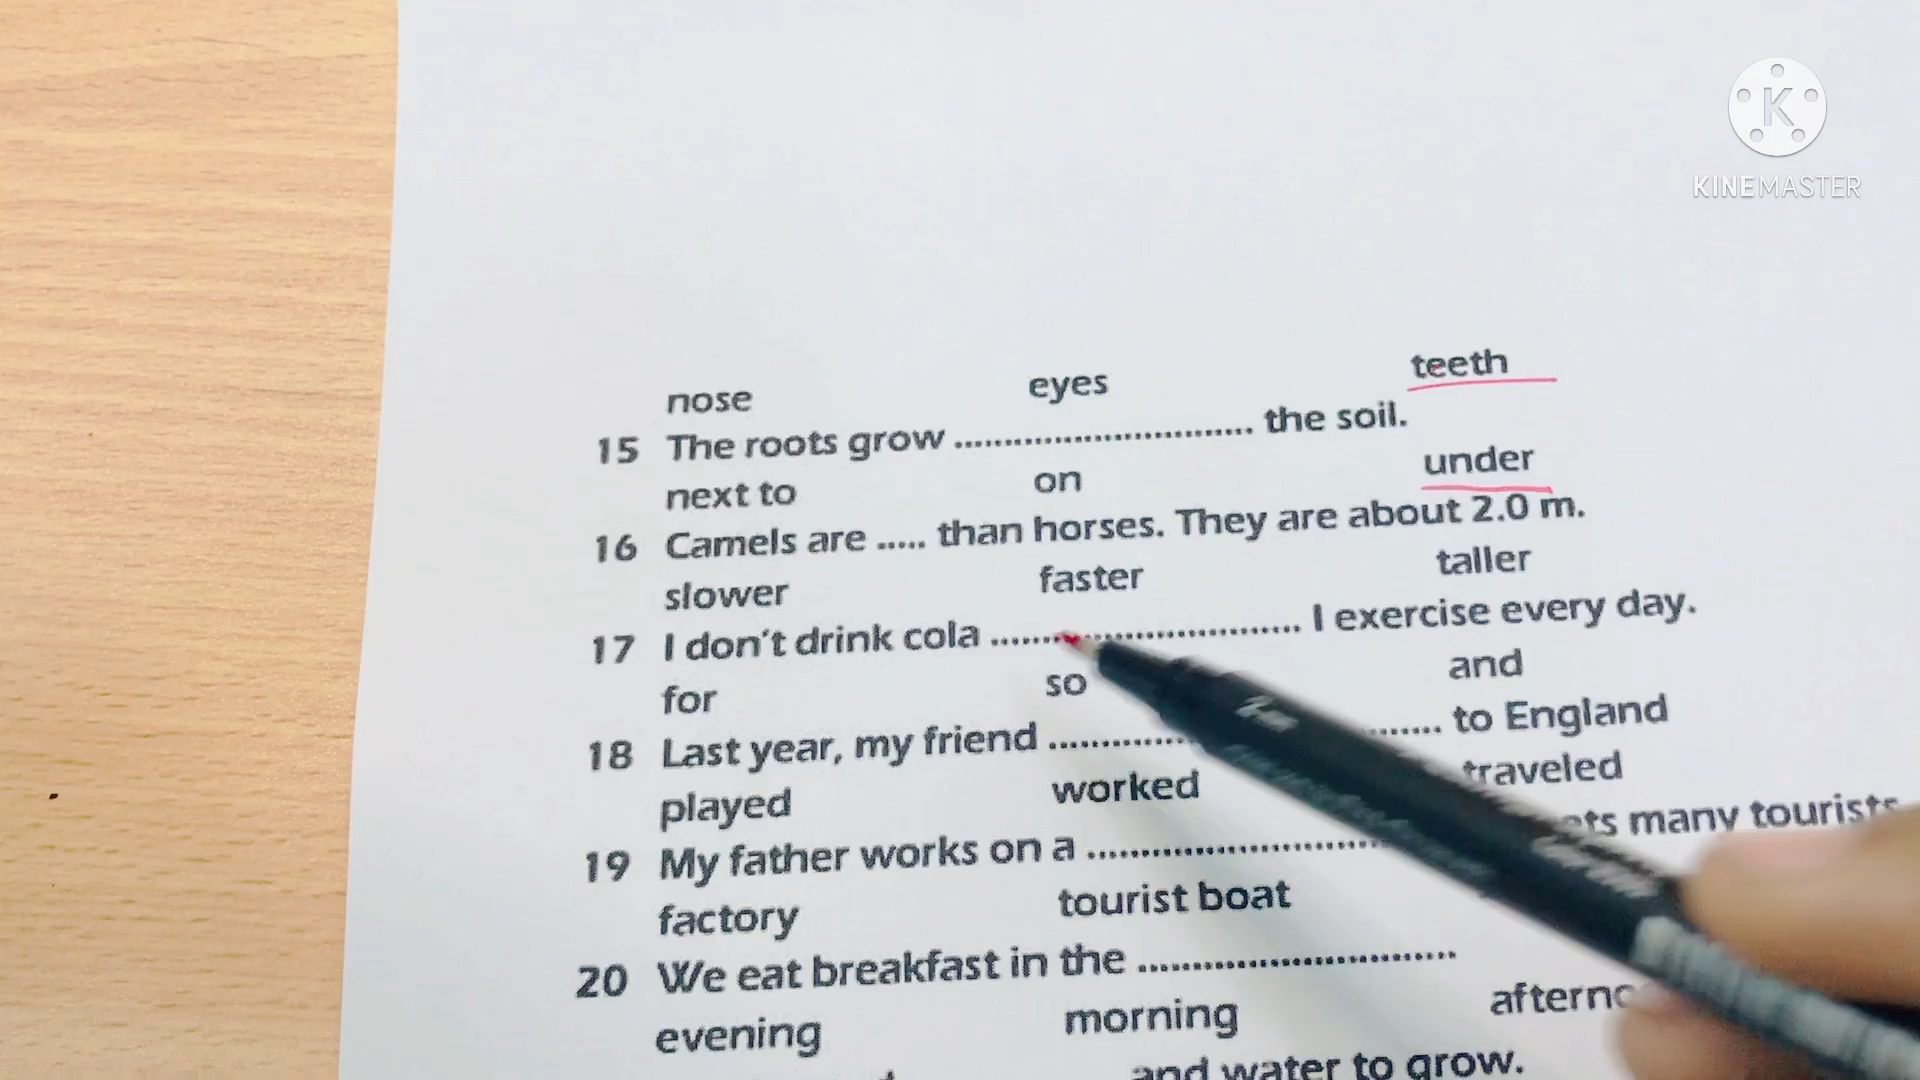 KINEMASTER
nose eyes teeth
15 The roots grow .............................. the soil.
next to on under
16 Camels are ..... than horses. They are about 2.0 m.
slower faster taller
17 I don't drink cola ............................... I exercise every day.
for so and
18 Last year, my friend ............... ...... to England
played worked traveled
19 My father works on a .............................. many tourists
factory tourist boat
20 We eat breakfast in the ................................
evening morning
and water to grow.